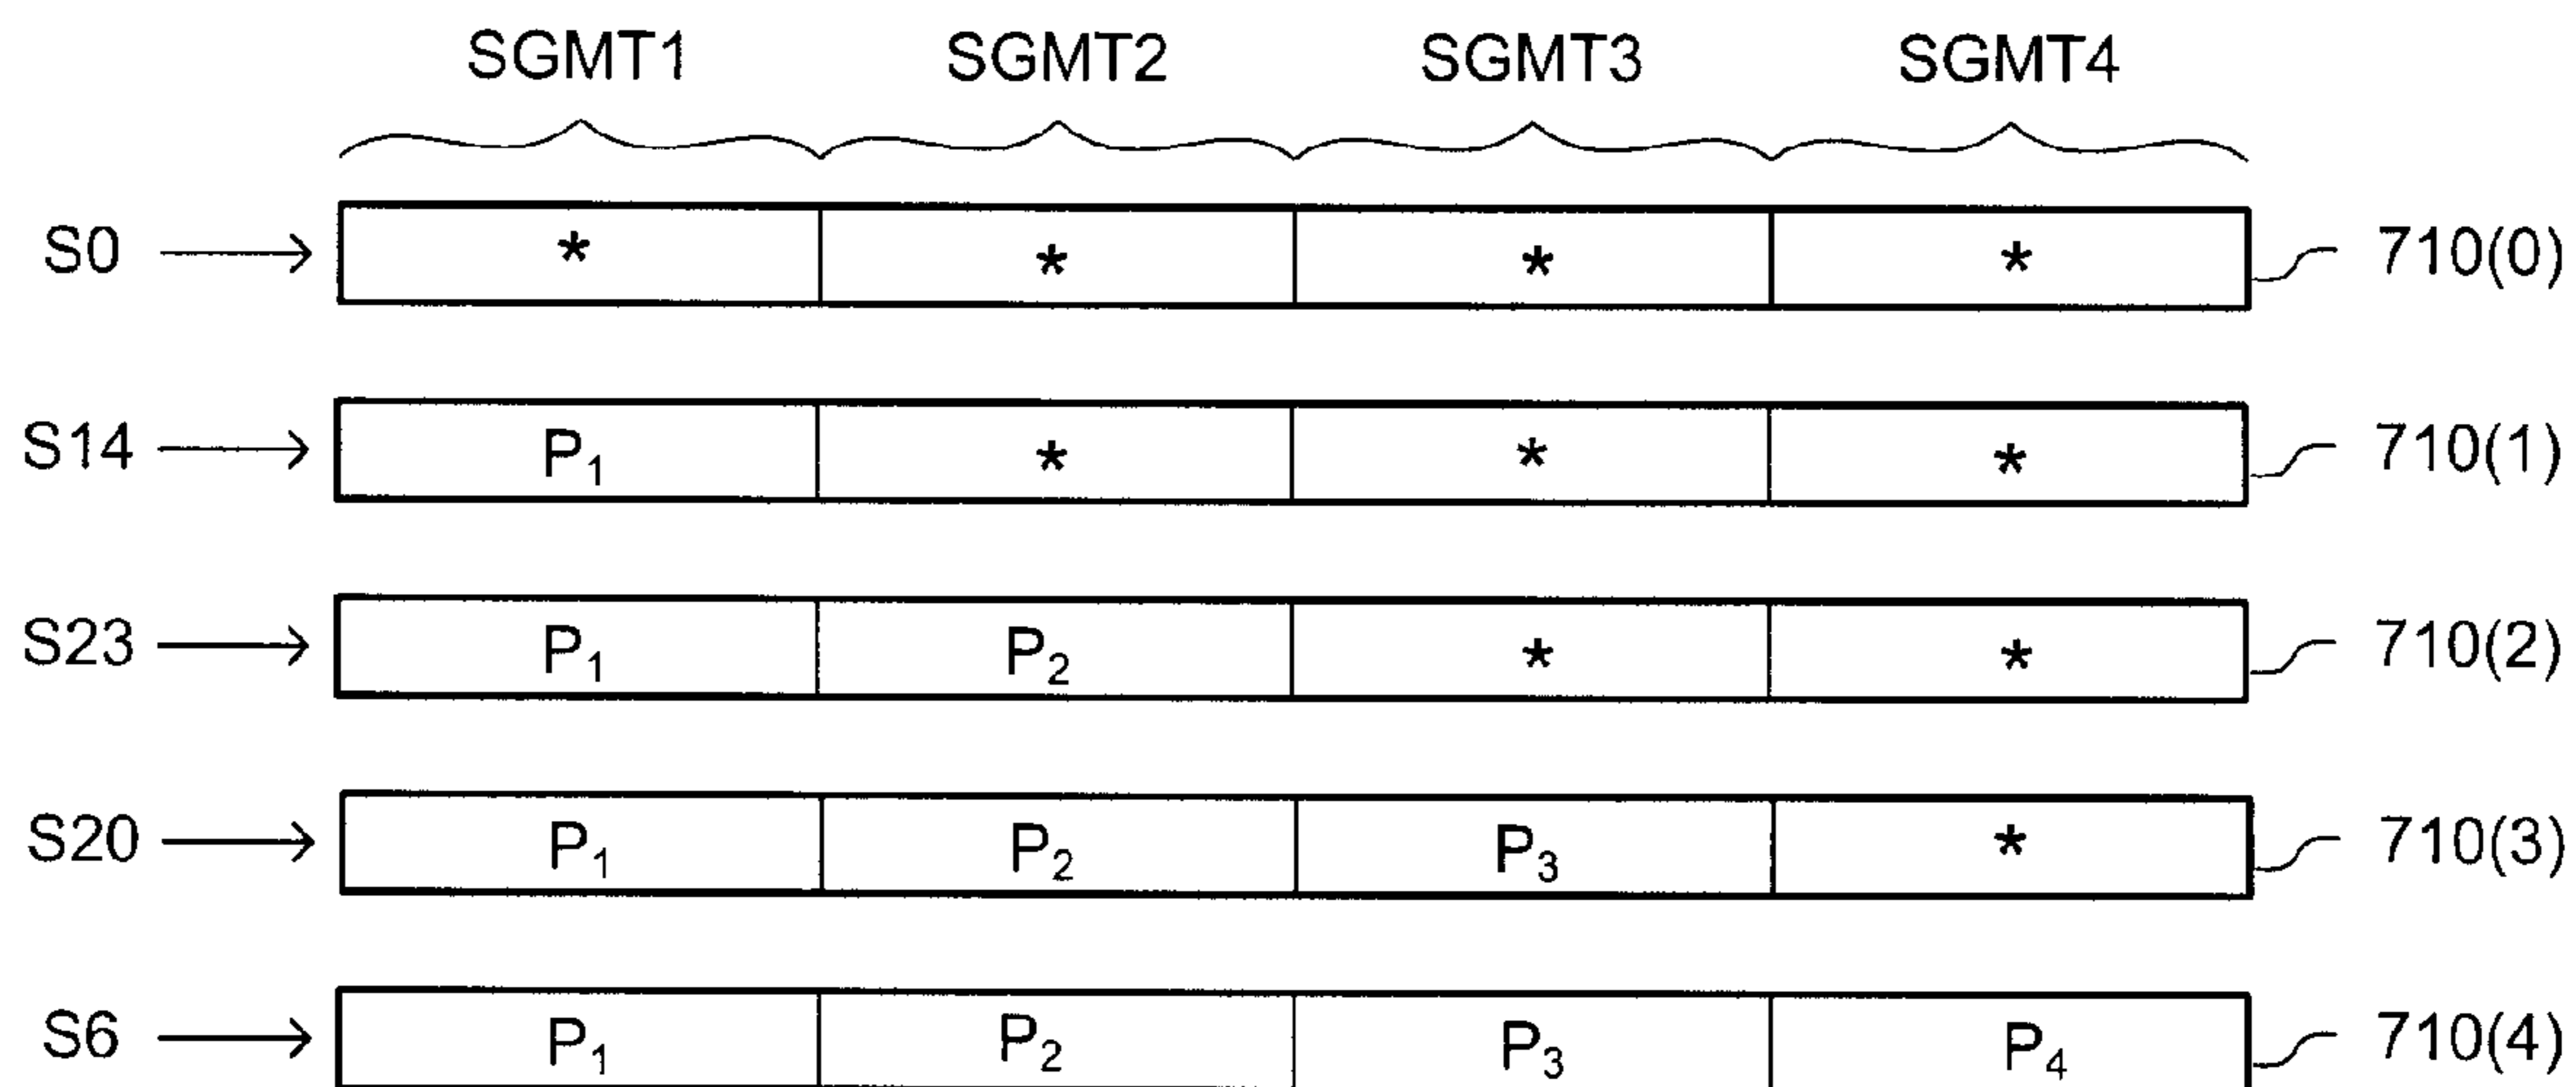 SGMT1 SGMT2 SGMT3 SGMT4
S0 * * * * 710(0)
S14 P₁ * * * 710(1)
S23 P₁ P₂ * * 710(2)
S20 P₁ P₂ P₃ * 710(3)
S6 P₁ P₂ P₃ P₄ 710(4)